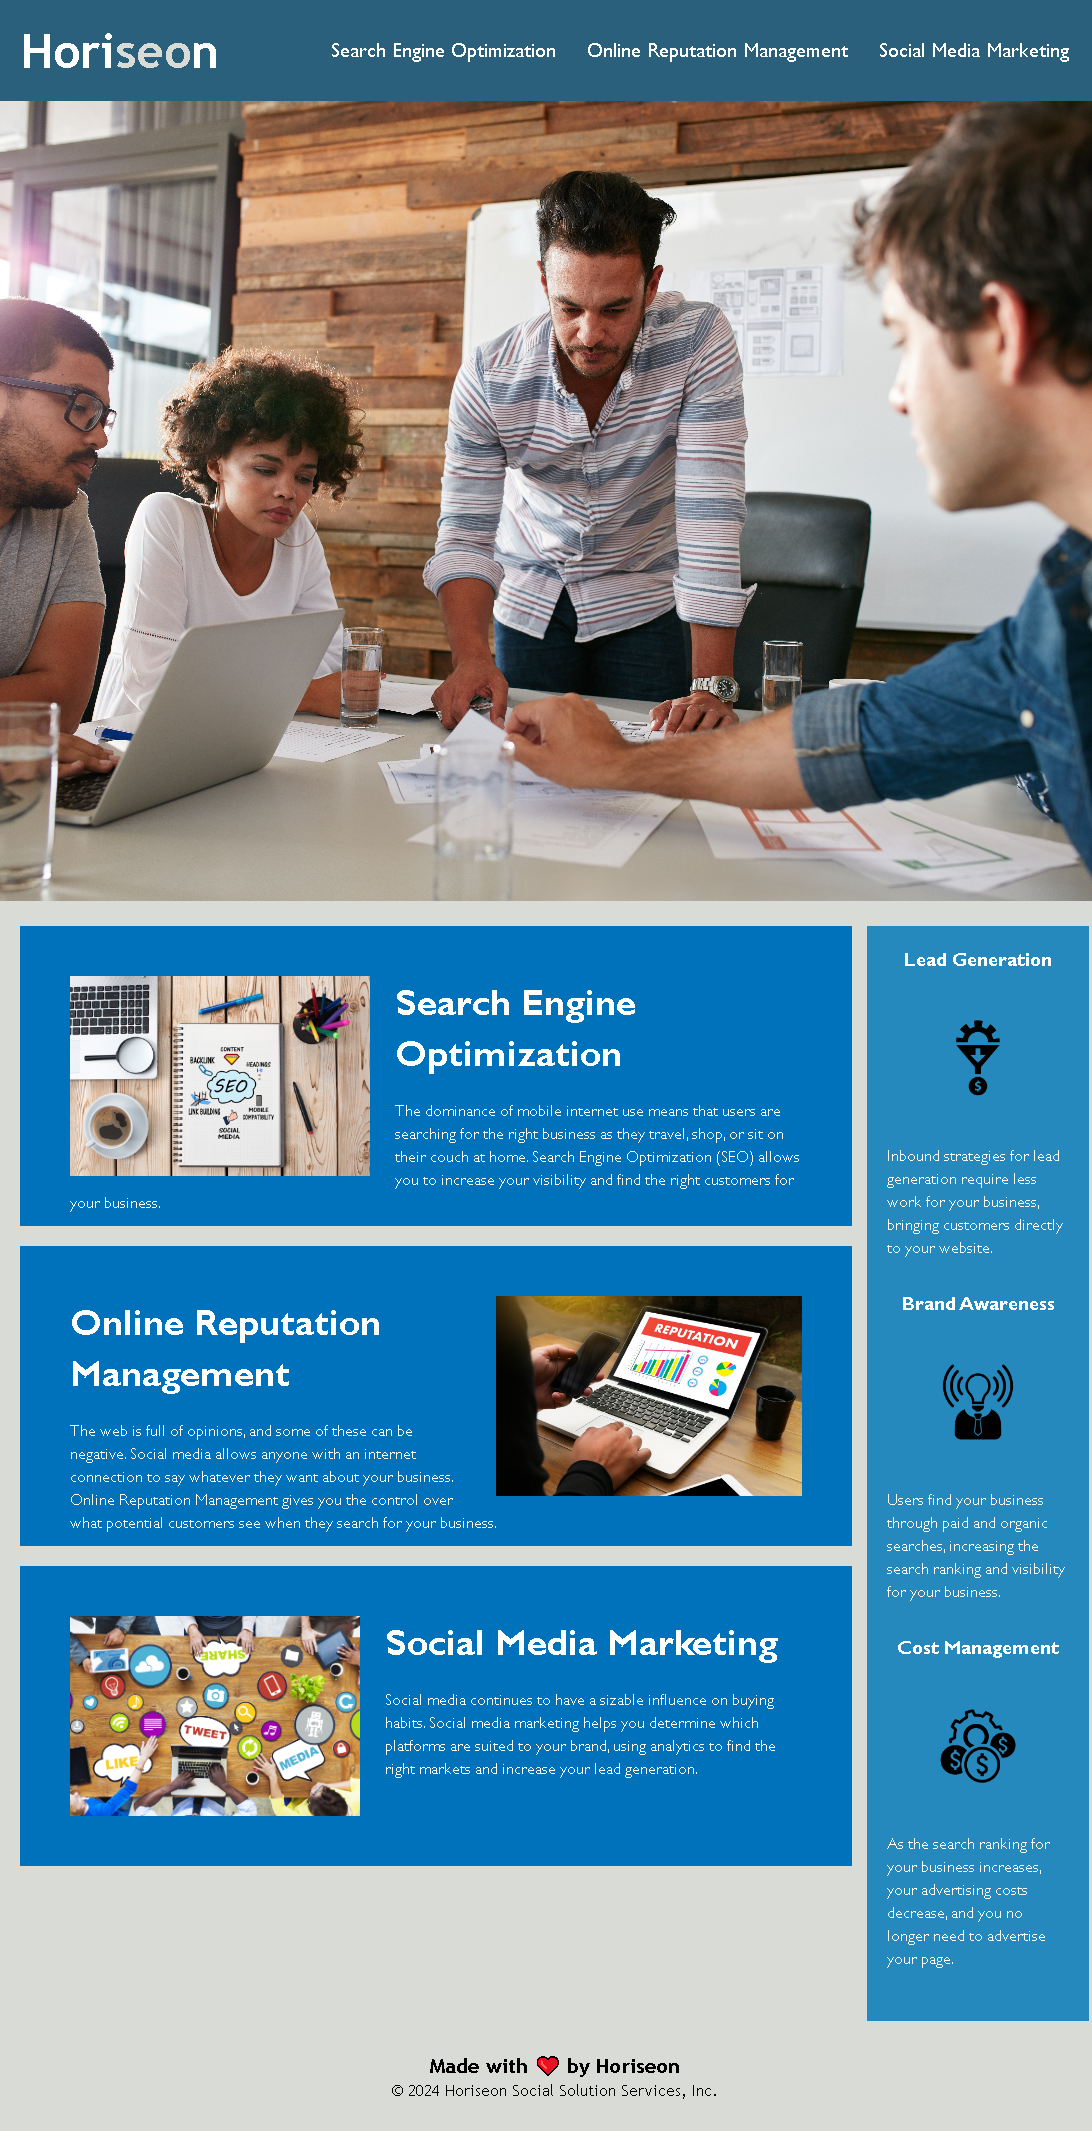 Horiseon
Search Engine Optimization
Online Reputation Management
Social Media Marketing
CONTENT
BACKLINK
HEADINGS
SEO
LINK BUILDING
MOBILE
COMPATIBILITY
SOCIAL
MEDIA
Search Engine
Optimization
The dominance of mobile internet use means that users are
searching for the right business as they travel, shop, or sit on
their couch at home. Search Engine Optimization (SEO) allows
you to increase your visibility and find the right customers for
your business.
Online Reputation
Management
The web is full of opinions, and some of these can be
negative. Social media allows anyone with an internet
connection to say whatever they want about your business.
Online Reputation Management gives you the control over
what potential customers see when they search for your business.
REPUTATION
SHARE
TWEET
LIKE
MEDIA
Social Media Marketing
Social media continues to have a sizable influence on buying
habits. Social media marketing helps you determine which
platforms are suited to your brand, using analytics to find the
right markets and increase your lead generation.
Lead Generation
$
Inbound strategies for lead
generation require less
work for your business,
bringing customers directly
to your website.
Brand Awareness
Users find your business
through paid and organic
searches, increasing the
search ranking and visibility
for your business.
Cost Management
$ $ $
As the search ranking for
your business increases,
your advertising costs
decrease, and you no
longer need to advertise
your page.
Made with ❤️ by Horiseon
© 2024 Horiseon Social Solution Services, Inc.